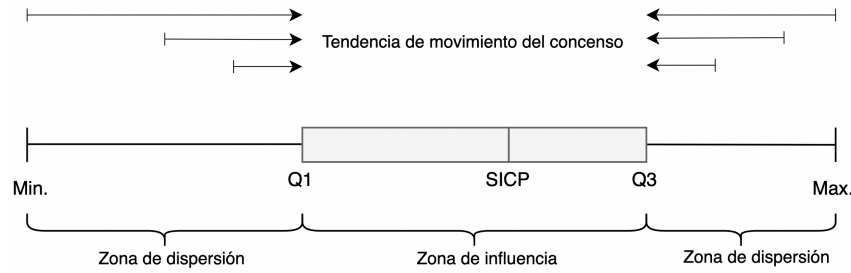 Tendencia de movimiento del concenso
Min.
Q1
SICP
Q3
Max.
Zona de dispersión
Zona de influencia
Zona de dispersión